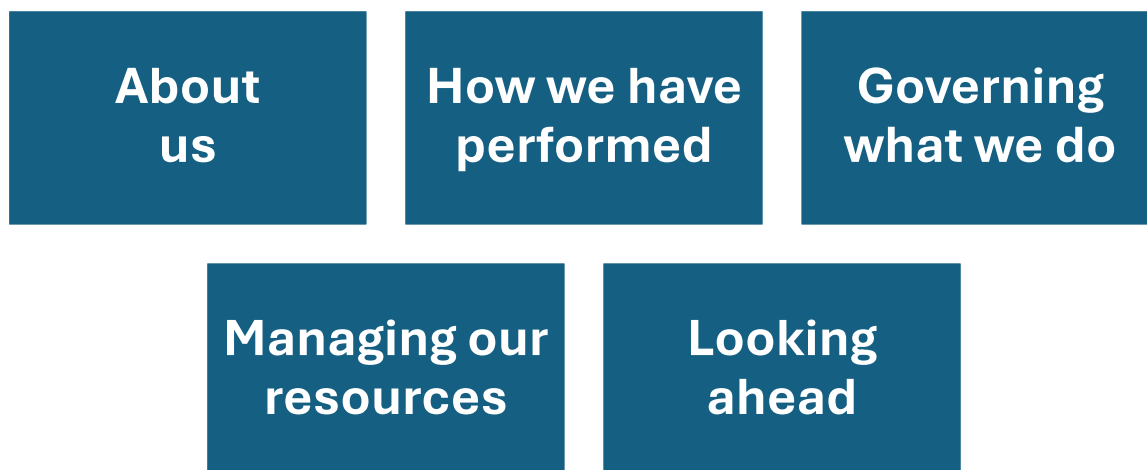 About
us
How we have
performed
Governing
what we do
Managing our
resources
Looking
ahead